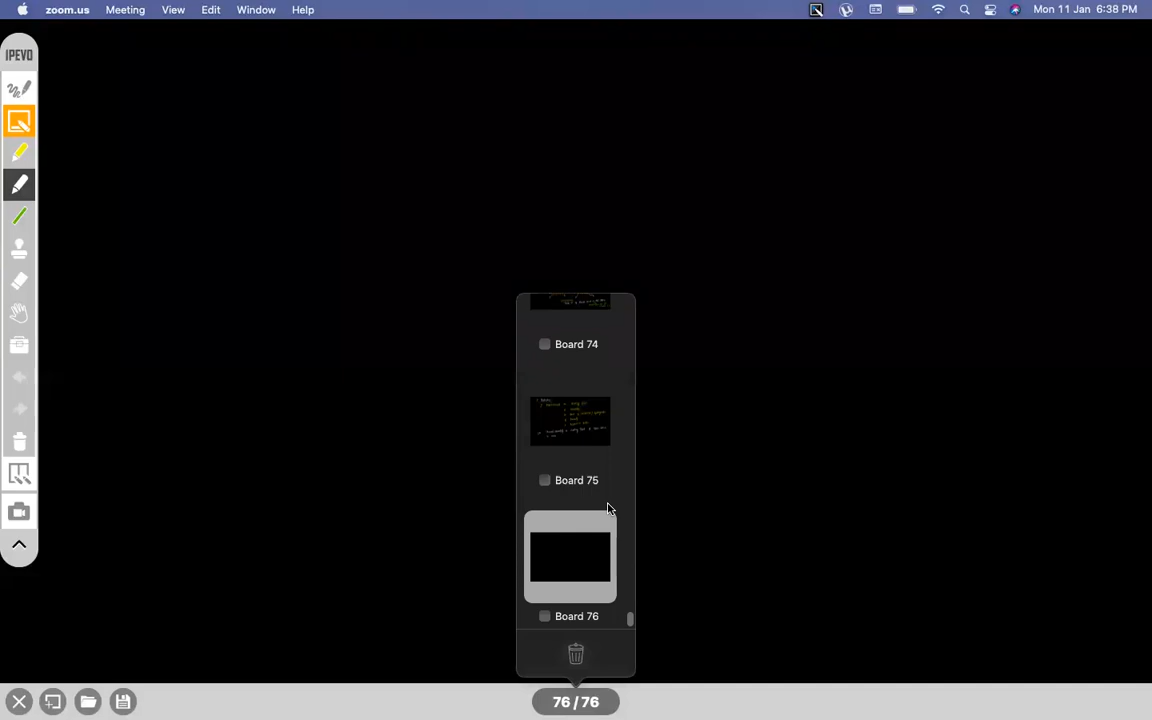 zoom.us Meeting View Edit Window Help Mon 11 Jan 6:38 PM
IPEVO
Board 74
Board 75
Board 76
76 / 76